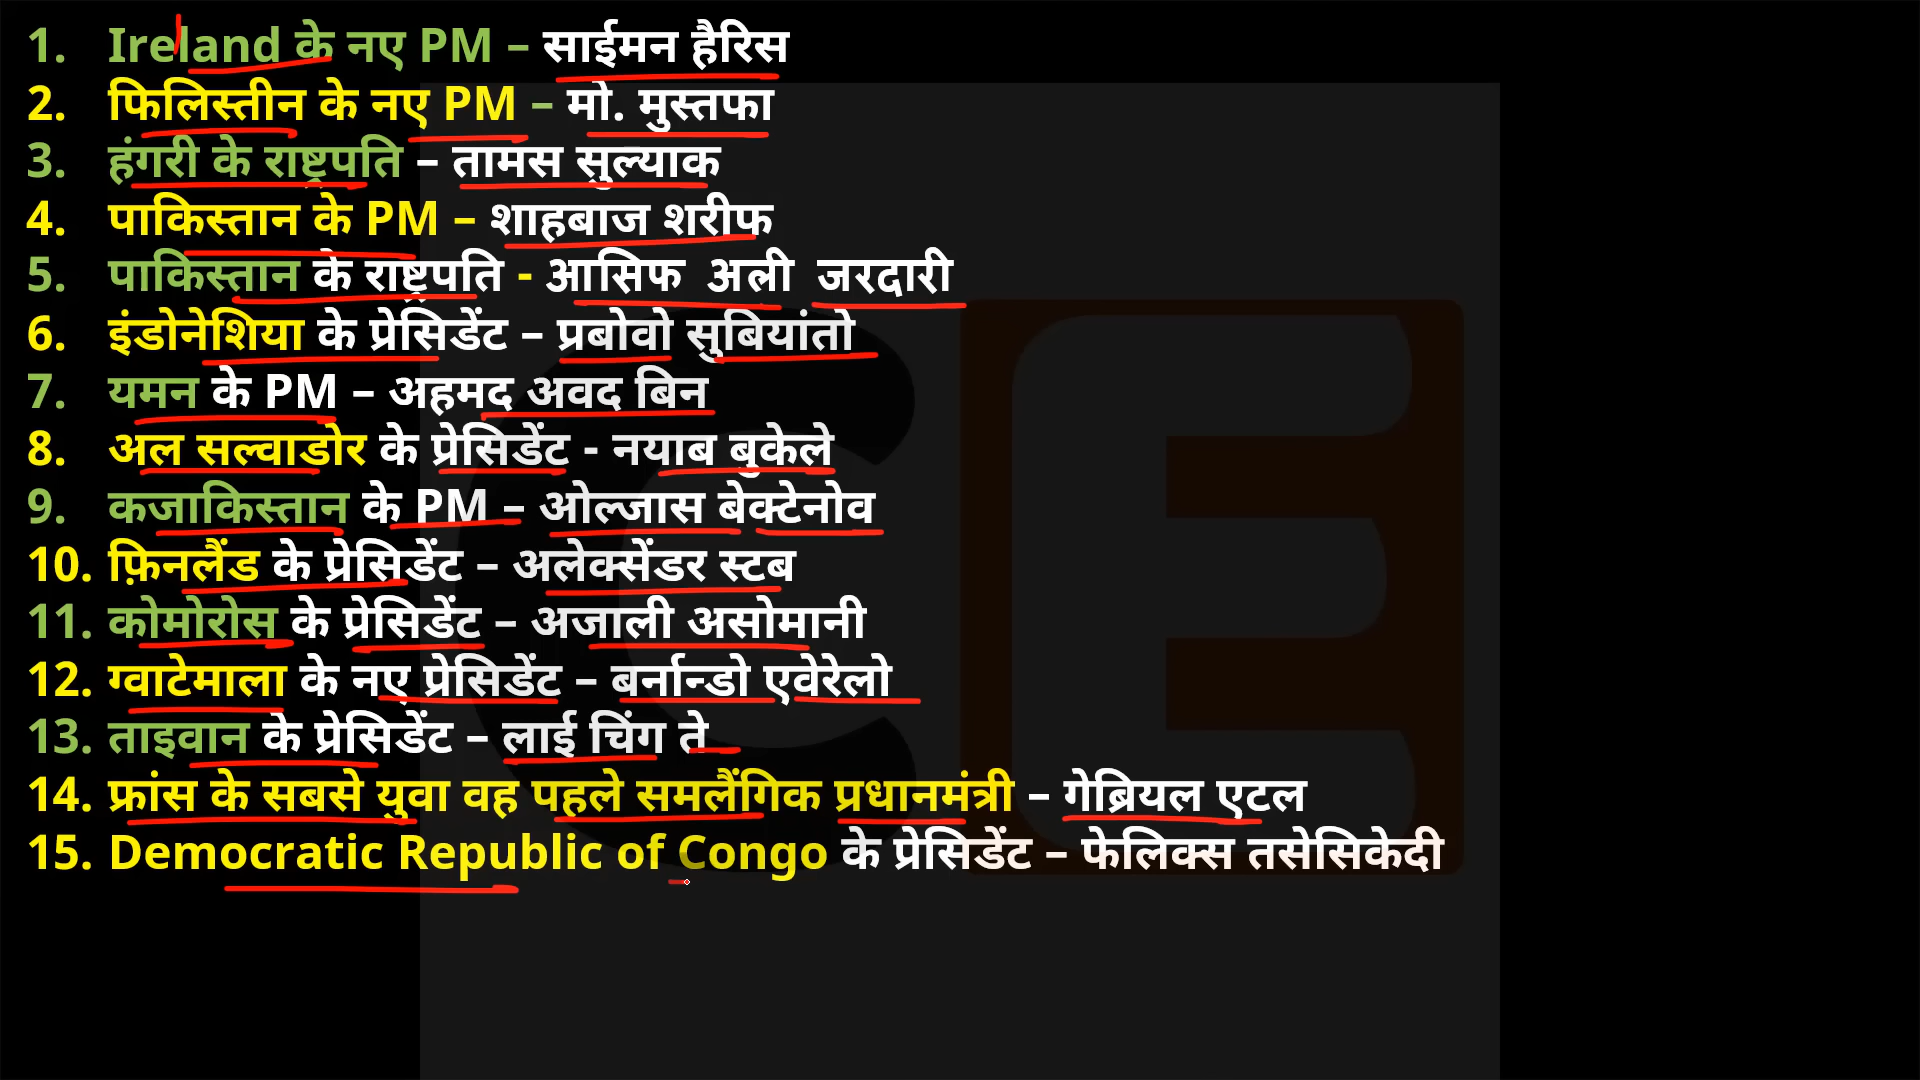 1. Ireland के नए PM – साईमन हैरिस
2. फिलिस्तीन के नए PM – मो. मुस्तफा
3. हंगरी के राष्ट्रपति – तामस सुल्याक
4. पाकिस्तान के PM – शाहबाज शरीफ
5. पाकिस्तान के राष्ट्रपति - आसिफ अली जरदारी
6. इंडोनेशिया के प्रेसिडेंट – प्रबोवो सुबियांतो
7. यमन के PM – अहमद अवद बिन
8. अल सल्वाडोर के प्रेसिडेंट - नयाब बुकेले
9. कजाकिस्तान के PM – ओल्जास बेक्टेनोव
10. फ़िनलैंड के प्रेसिडेंट – अलेक्सेंडर स्टब
11. कोमोरोस के प्रेसिडेंट – अजाली असोमानी
12. ग्वाटेमाला के नए प्रेसिडेंट – बर्नान्डो एवेरेलो
13. ताइवान के प्रेसिडेंट – लाई चिंग ते
14. फ्रांस के सबसे युवा वह पहले समलैंगिक प्रधानमंत्री – गेब्रियल एटल
15. Democratic Republic of Congo के प्रेसिडेंट – फेलिक्स तसेसिकेदी
CE